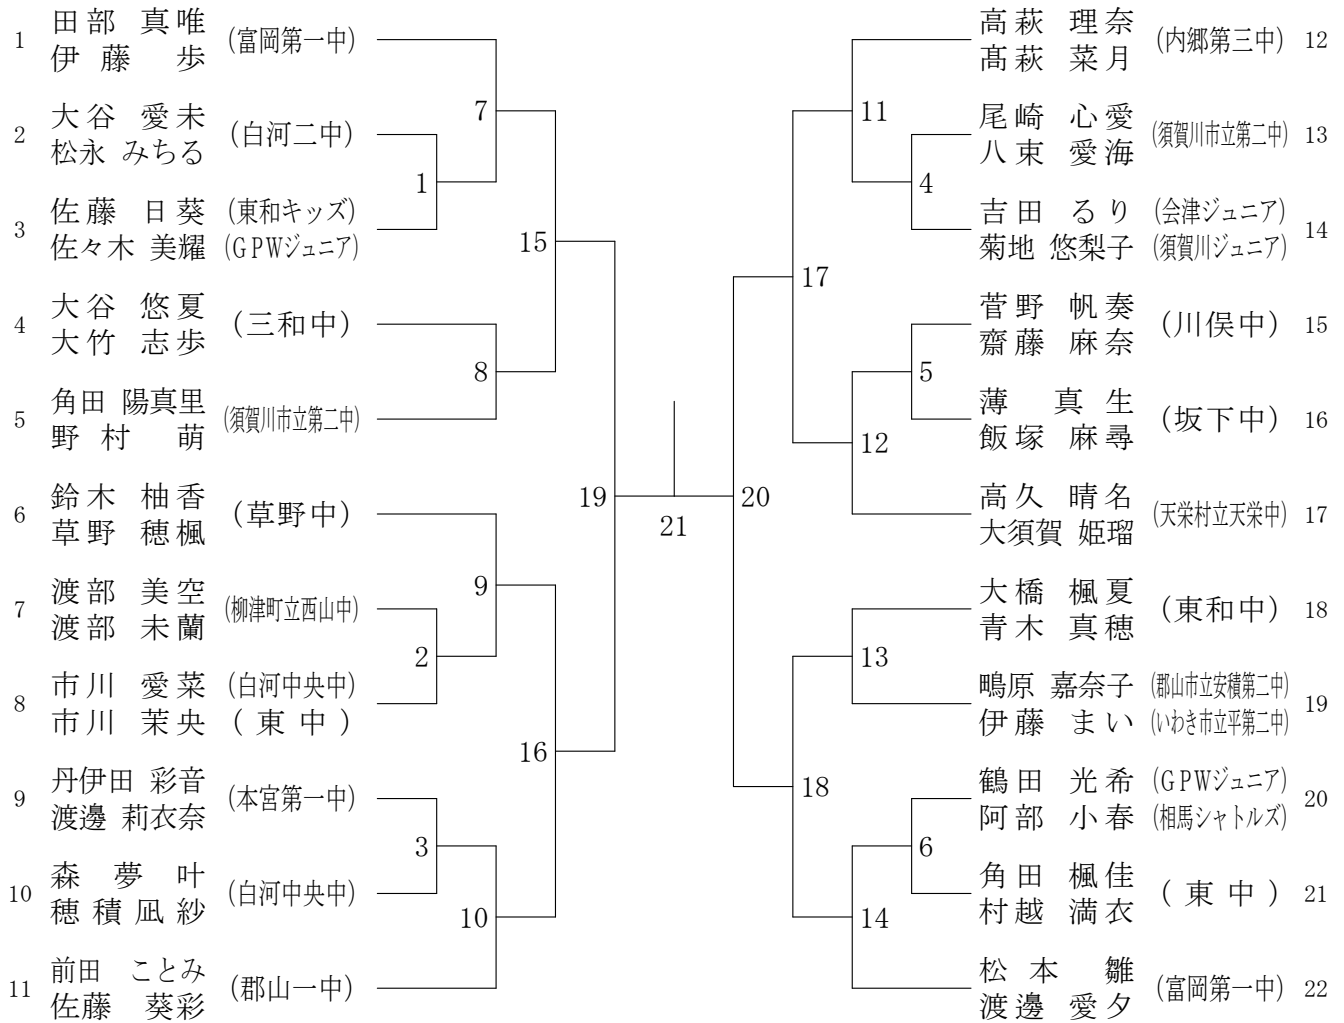 1 田部 真唯 (富岡第一中)
伊藤 歩
2 大谷 愛未 (白河二中)
松永 みちる
3 佐藤 日葵 (東和キッズ)
佐々木 美耀 (GPWジュニア)
4 大谷 悠夏 (三和中)
大竹 志歩
5 角田 陽真里 (須賀川市立第二中)
野村 萌
6 鈴木 柚香 (草野中)
草野 穂楓
7 渡部 美空 (柳津町立西山中)
渡部 未蘭
8 市川 愛菜 (白河中央中)
市川 茉央 (東中)
9 丹伊田 彩音 (本宮第一中)
渡邊 莉衣奈
10 森 夢叶 (白河中央中)
穂積 凪紗
11 前田 ことみ (郡山一中)
佐藤 葵彩
7
1
15
8
19
9
2
16
3
10
21
20
11
4
17
5
12
13
18
6
14
高萩 理奈 (内郷第三中) 12
髙萩 菜月
尾崎 心愛 (須賀川市立第二中) 13
八束 愛海
吉田 るり (会津ジュニア) 14
菊地 悠梨子 (須賀川ジュニア)
菅野 帆奏 (川俣中) 15
齋藤 麻奈
薄 真生 (坂下中) 16
飯塚 麻尋
高久 晴名 (天栄村立天栄中) 17
大須賀 姫瑠
大橋 楓夏 (東和中) 18
青木 真穂
鴫原 嘉奈子 (郡山市立安積第二中) 19
伊藤 まい (いわき市立平第二中)
鶴田 光希 (GPWジュニア) 20
阿部 小春 (相馬シャトルズ)
角田 楓佳 (東中) 21
村越 満衣
松本 雛 (富岡第一中) 22
渡邊 愛夕